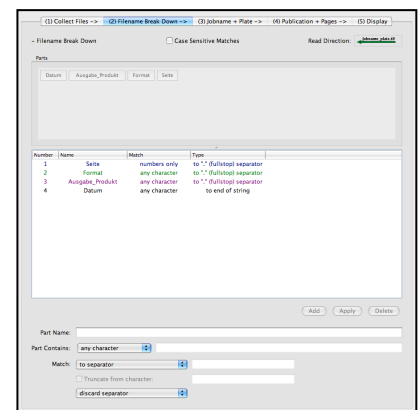 (1) Collect Files -> (2) Filename Break Down -> (3) Jobname + Plate -> (4) Publication + Pages -> (5) Display
- Filename Break Down Case Sensitive Matches Read Direction: Jobname_plate.tif
Parts
Datum Ausgabe_Produkt Format Seite
Number Name Match Type
1 Seite numbers only to "." (fullstop) separator
2 Format any character to "." (fullstop) separator
3 Ausgabe_Produkt any character to "." (fullstop) separator
4 Datum any character to end of string
Add Apply Delete
Part Name:
Part Contains: any character
Match: to separator
Truncate from character:
discard separator